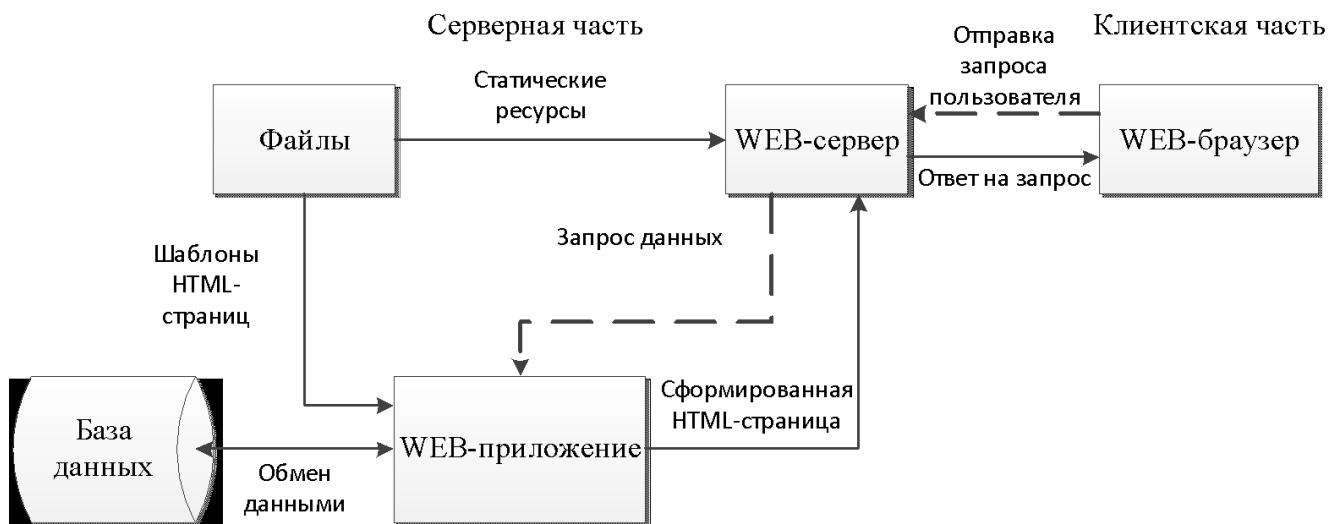 Серверная часть
Клиентская часть
Статические
ресурсы
Отправка
запроса
пользователя
Файлы
WEB-сервер
WEB-браузер
Ответ на запрос
Запрос данных
Шаблоны
HTML-
страниц
База
данных
Обмен
данными
WEB-приложение
Сформированная
HTML-страница